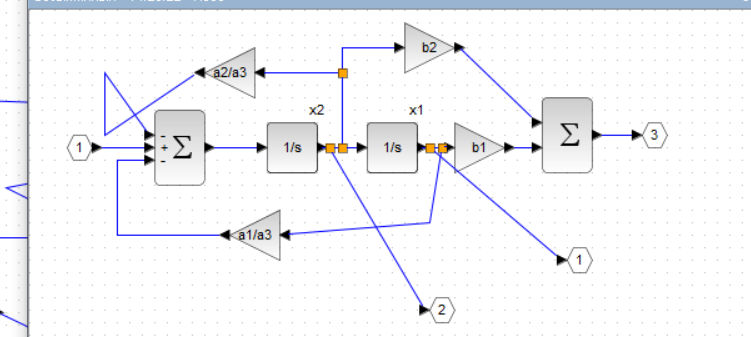 b2
a2/a3
x2
x1
1
-
+
-
Σ
1/s
1/s
b1
Σ
3
a1/a3
1
2